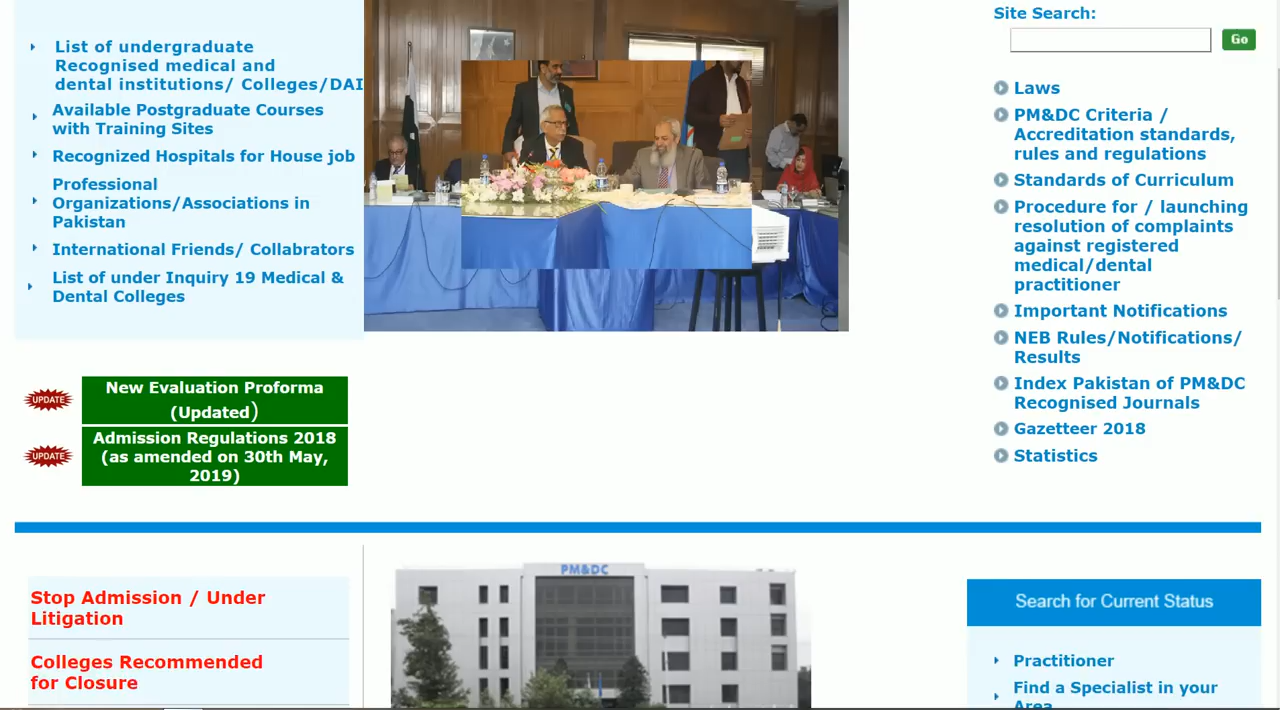 List of undergraduate
Recognised medical and
dental institutions/ Colleges/DAI
Available Postgraduate Courses
with Training Sites
Recognized Hospitals for House job
Professional
Organizations/Associations in
Pakistan
International Friends/ Collabrators
List of under Inquiry 19 Medical &
Dental Colleges
UPDATE
New Evaluation Proforma
(Updated)
UPDATE
Admission Regulations 2018
(as amended on 30th May,
2019)
Site Search:
Go
Laws
PM&DC Criteria /
Accreditation standards,
rules and regulations
Standards of Curriculum
Procedure for / launching
resolution of complaints
against registered
medical/dental
practitioner
Important Notifications
NEB Rules/Notifications/
Results
Index Pakistan of PM&DC
Recognised Journals
Gazetteer 2018
Statistics
Stop Admission / Under
Litigation
Colleges Recommended
for Closure
PM&DC
Search for Current Status
Practitioner
Find a Specialist in your
Area